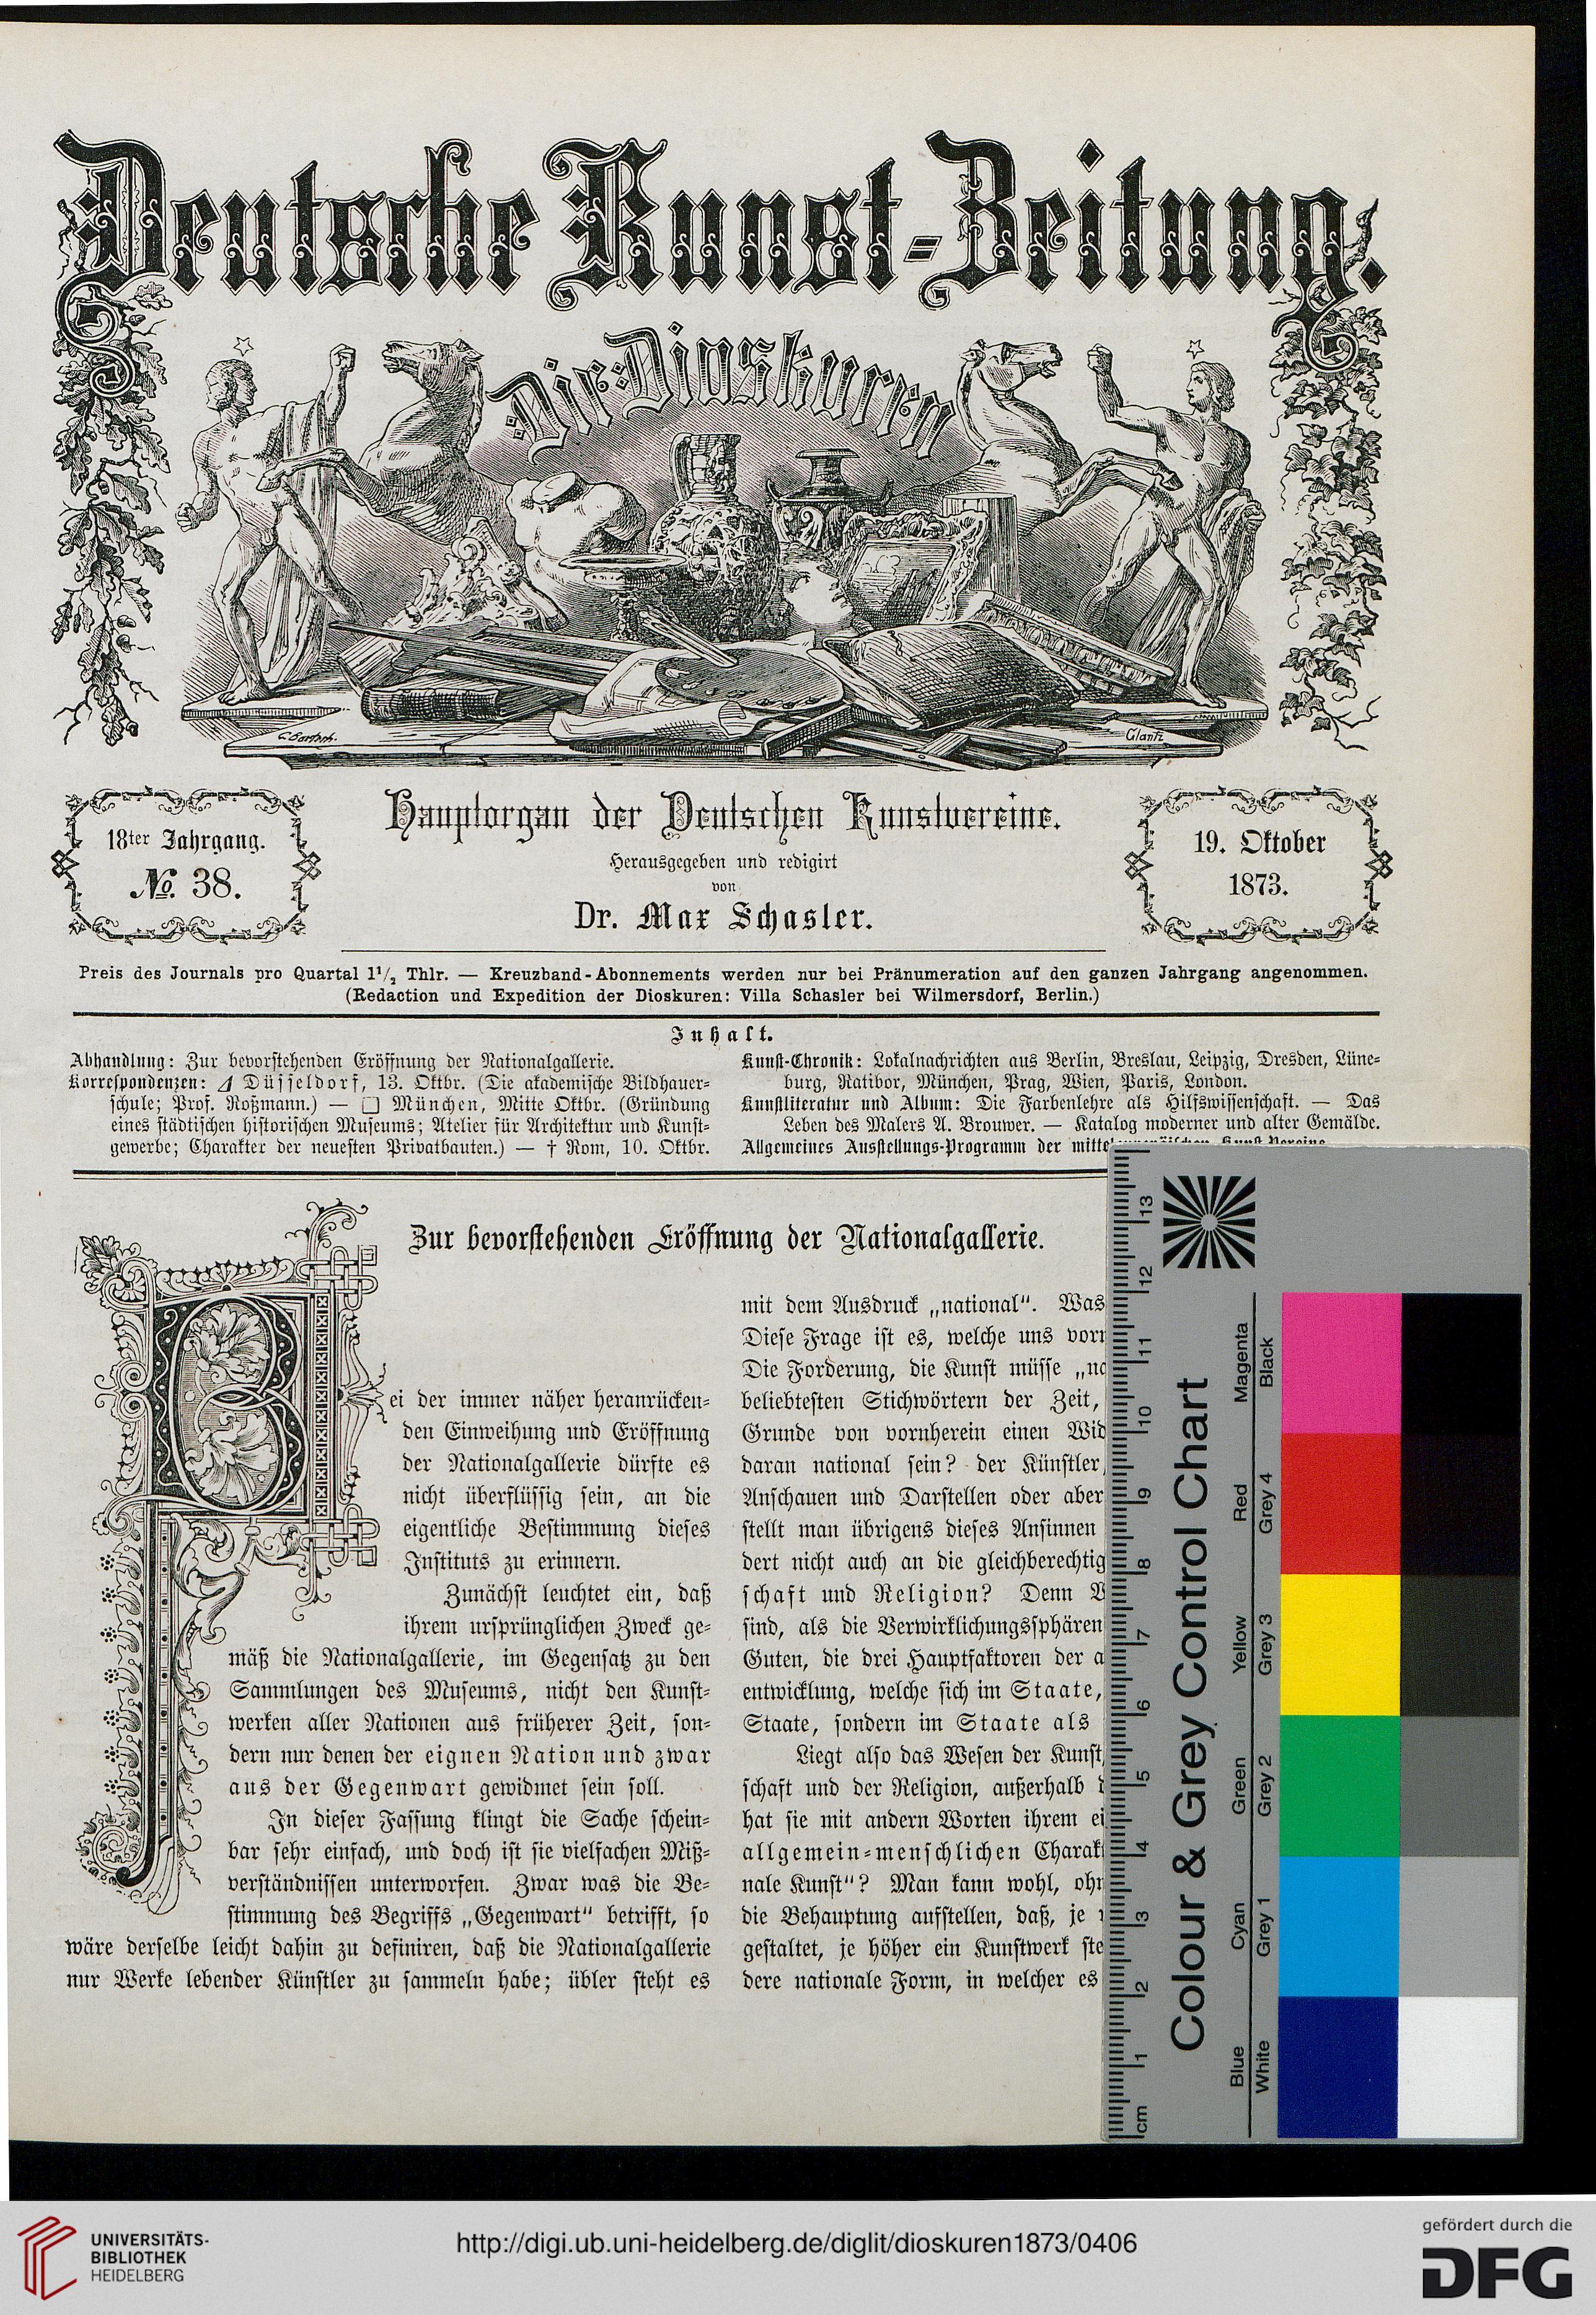 Deutsche Kunst-Zeitung.
Die Dioskuren
Glantz
18ter Jahrgang.
№. 38.
Hauptorgan der Deutschen Kunstvereine.
Herausgegeben und redigirt
von
Dr. Max Schasler.
19. Oktober
1873.
Preis des Journals pro Quartal 1¹/₂ Thlr. — Kreuzband-Abonnements werden nur bei Pränumeration auf den ganzen Jahrgang angenommen.
(Redaction und Expedition der Dioskuren: Villa Schasler bei Wilmersdorf, Berlin.)
Inhalt.
Abhandlung: Zur bevorstehenden Eröffnung der Nationalgallerie.
Korrespondenzen: Düsseldorf, 13. Oktbr. (Die akademische Bildhauer-
schule; Prof. Roßmann.) — □ München, Mitte Oktbr. (Gründung
eines städtischen historischen Museums; Atelier für Architektur und Kunst-
gewerbe; Charakter der neuesten Privatbauten.) — † Rom, 10. Oktbr.
Kunst-Chronik: Lokalnachrichten aus Berlin, Breslau, Leipzig, Dresden, Lüne-
burg, Ratibor, München, Prag, Wien, Paris, London.
Kunstliteratur und Album: Die Farbenlehre als Hilfswissenschaft. — Das
Leben des Malers A. Brouwer. — Katalog moderner und alter Gemälde.
Allgemeines Ausstellungs-Programm der
Zur bevorstehenden Eröffnung der Nationalgallerie.
Bei der immer näher heranrücken-
den Einweihung und Eröffnung
der Nationalgallerie dürfte es
nicht überflüssig sein, an die
eigentliche Bestimmung dieses
Instituts zu erinnern.
Zunächst leuchtet ein, daß
ihrem ursprünglichen Zweck ge-
mäß die Nationalgallerie, im Gegensatz zu den
Sammlungen des Museums, nicht den Kunst-
werken aller Nationen aus früherer Zeit, son-
dern nur denen der eignen Nation und zwar
aus der Gegenwart gewidmet sein soll.
In dieser Fassung klingt die Sache schein-
bar sehr einfach, und doch ist sie vielfachen Miß-
verständnissen unterworfen. Zwar was die Be-
stimmung des Begriffs „Gegenwart" betrifft, so
wäre derselbe leicht dahin zu definiren, daß die Nationalgallerie
nur Werke lebender Künstler zu sammeln habe; übler steht es
mit dem Ausdruck „national". Was
Diese Frage ist es, welche uns
Die Forderung, die Kunst müsse
beliebtesten Stichwörtern der Zeit,
Grunde von vornherein einen
daran national sein? der Künstler
Anschauen und Darstellen oder aber
stellt man übrigens dieses Ansinnen
dert nicht auch an die
schaft und Religion? Denn
sind, als die Verwirklichungssphären
Guten, die drei Hauptfaktoren der
entwicklung, welche sich im Staate,
Staate, sondern im Staate als
Liegt also das Wesen der Kunst
schaft und der Religion, außerhalb
hat sie mit andern Worten ihrem
allgemein-menschlichen
nale Kunst"? Man kann wohl,
die Behauptung aufstellen, daß, je
gestaltet, je höher ein Kunstwerk
dere nationale Form, in welcher es
Colour & Grey Control Chart
Magenta
Black
Red
Grey 4
Yellow
Grey 3
Green
Grey 2
Cyan
Grey 1
Blue
White
13
12
11
10
9
8
7
6
5
4
3
2
1
cm
UNIVERSITÄTS-
BIBLIOTHEK
HEIDELBERG
http://digi.ub.uni-heidelberg.de/diglit/dioskuren1873/0406
gefördert durch die
DFG